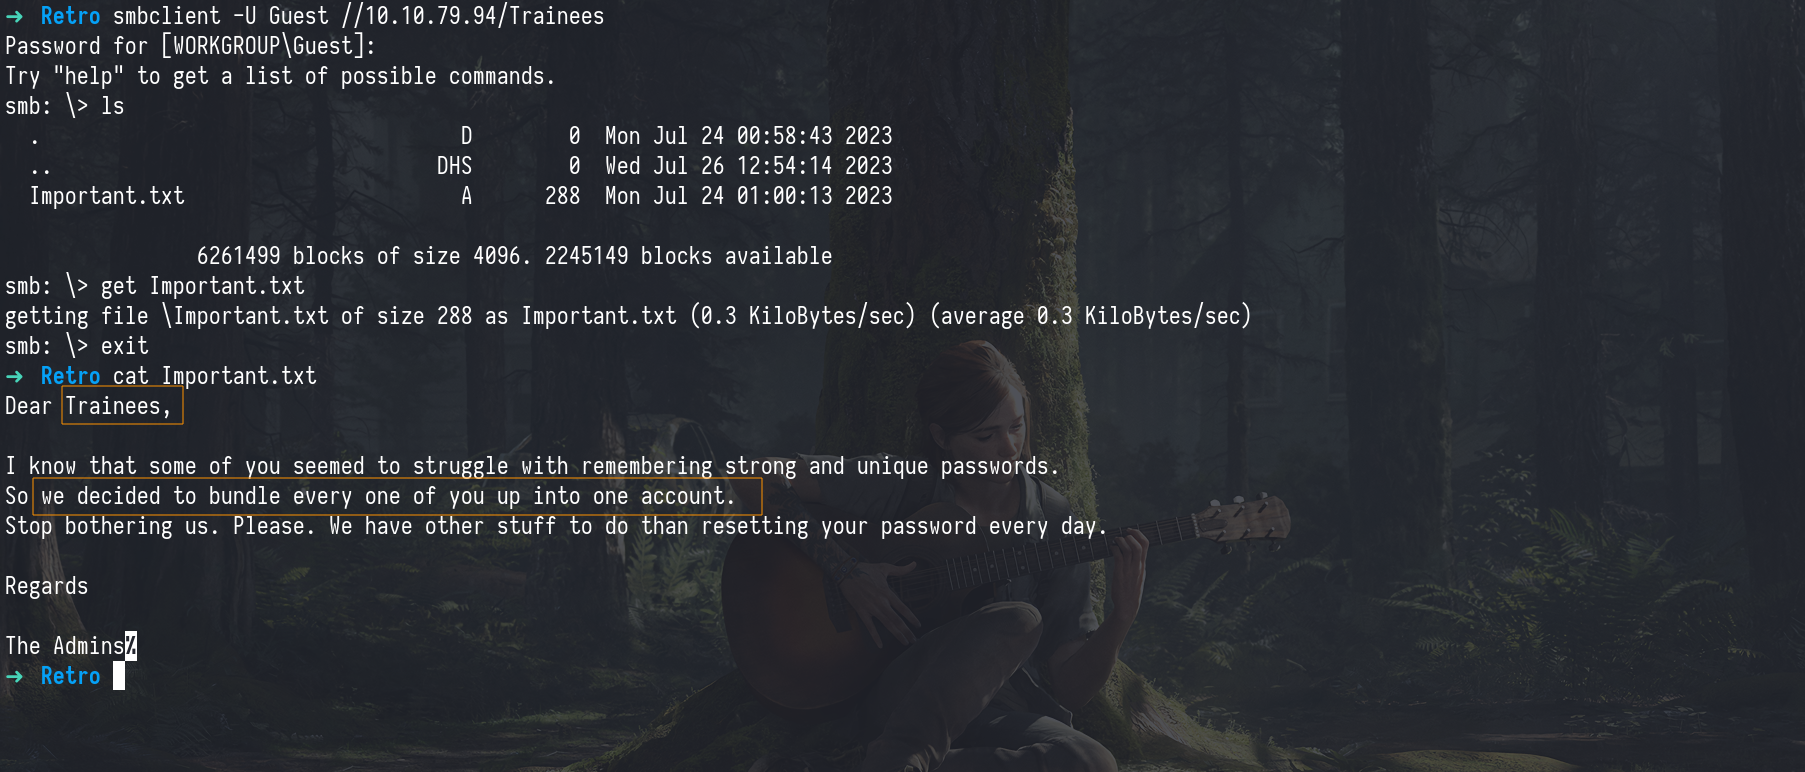 ➜ Retro smbclient -U Guest //10.10.79.94/Trainees
Password for [WORKGROUP\Guest]:
Try "help" to get a list of possible commands.
smb: \> ls
  .                                   D        0  Mon Jul 24 00:58:43 2023
  ..                                DHS        0  Wed Jul 26 12:54:14 2023
  Important.txt                       A      288  Mon Jul 24 01:00:13 2023
                6261499 blocks of size 4096. 2245149 blocks available
smb: \> get Important.txt
getting file \Important.txt of size 288 as Important.txt (0.3 KiloBytes/sec) (average 0.3 KiloBytes/sec)
smb: \> exit
➜ Retro cat Important.txt
Dear Trainees,
I know that some of you seemed to struggle with remembering strong and unique passwords.
So we decided to bundle every one of you up into one account.
Stop bothering us. Please. We have other stuff to do than resetting your password every day.
Regards
The Admins%
➜ Retro